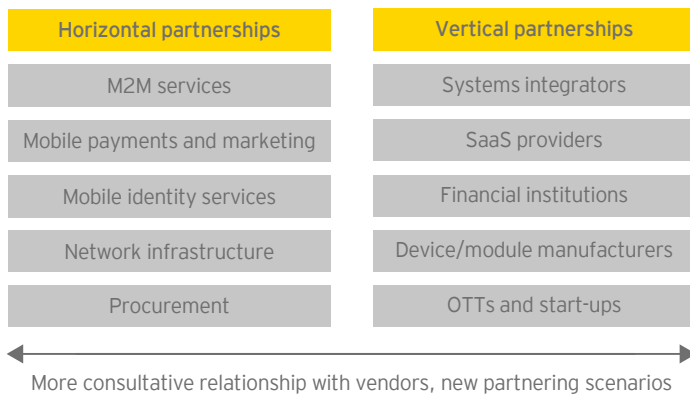 Horizontal partnerships
M2M services
Mobile payments and marketing
Mobile identity services
Network infrastructure
Procurement
Vertical partnerships
Systems integrators
SaaS providers
Financial institutions
Device/module manufacturers
OTTs and start-ups
More consultative relationship with vendors, new partnering scenarios